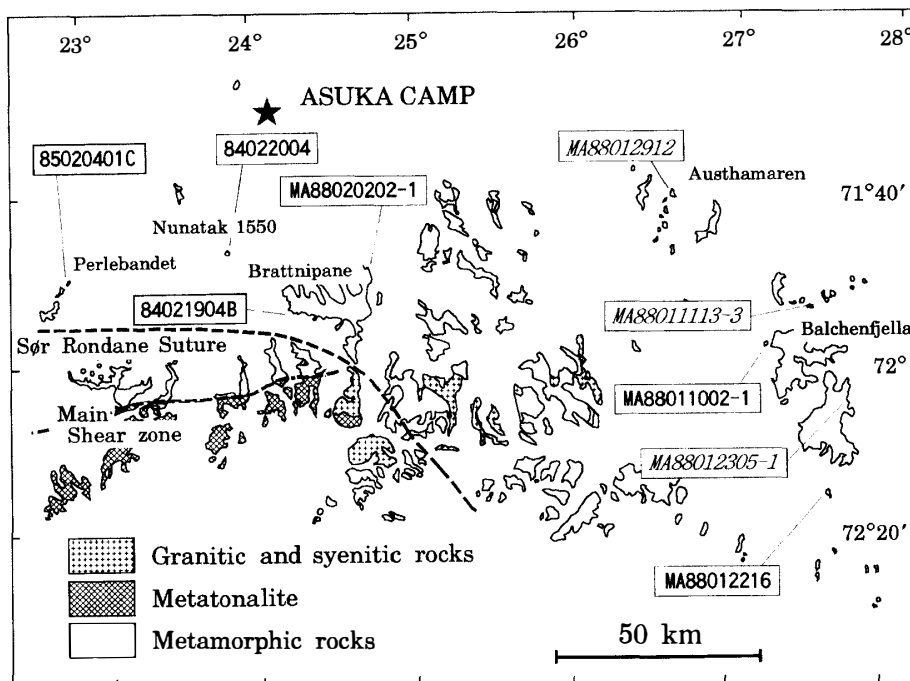 23° 24° 25° 26° 27° 28°
ASUKA CAMP
85020401C
84022004
MA88012912
MA88020202-1
Austhamaren
71°40′
Nunatak 1550
Perlebandet
Brattnipane
84021904B
MA88011113-3
Sør Rondane Suture
Balchenfjella
72°
Main
Shear zone
MA88011002-1
MA88012305-1
72°20′
Granitic and syenitic rocks
MA88012216
Metatonalite
Metamorphic rocks
50 km